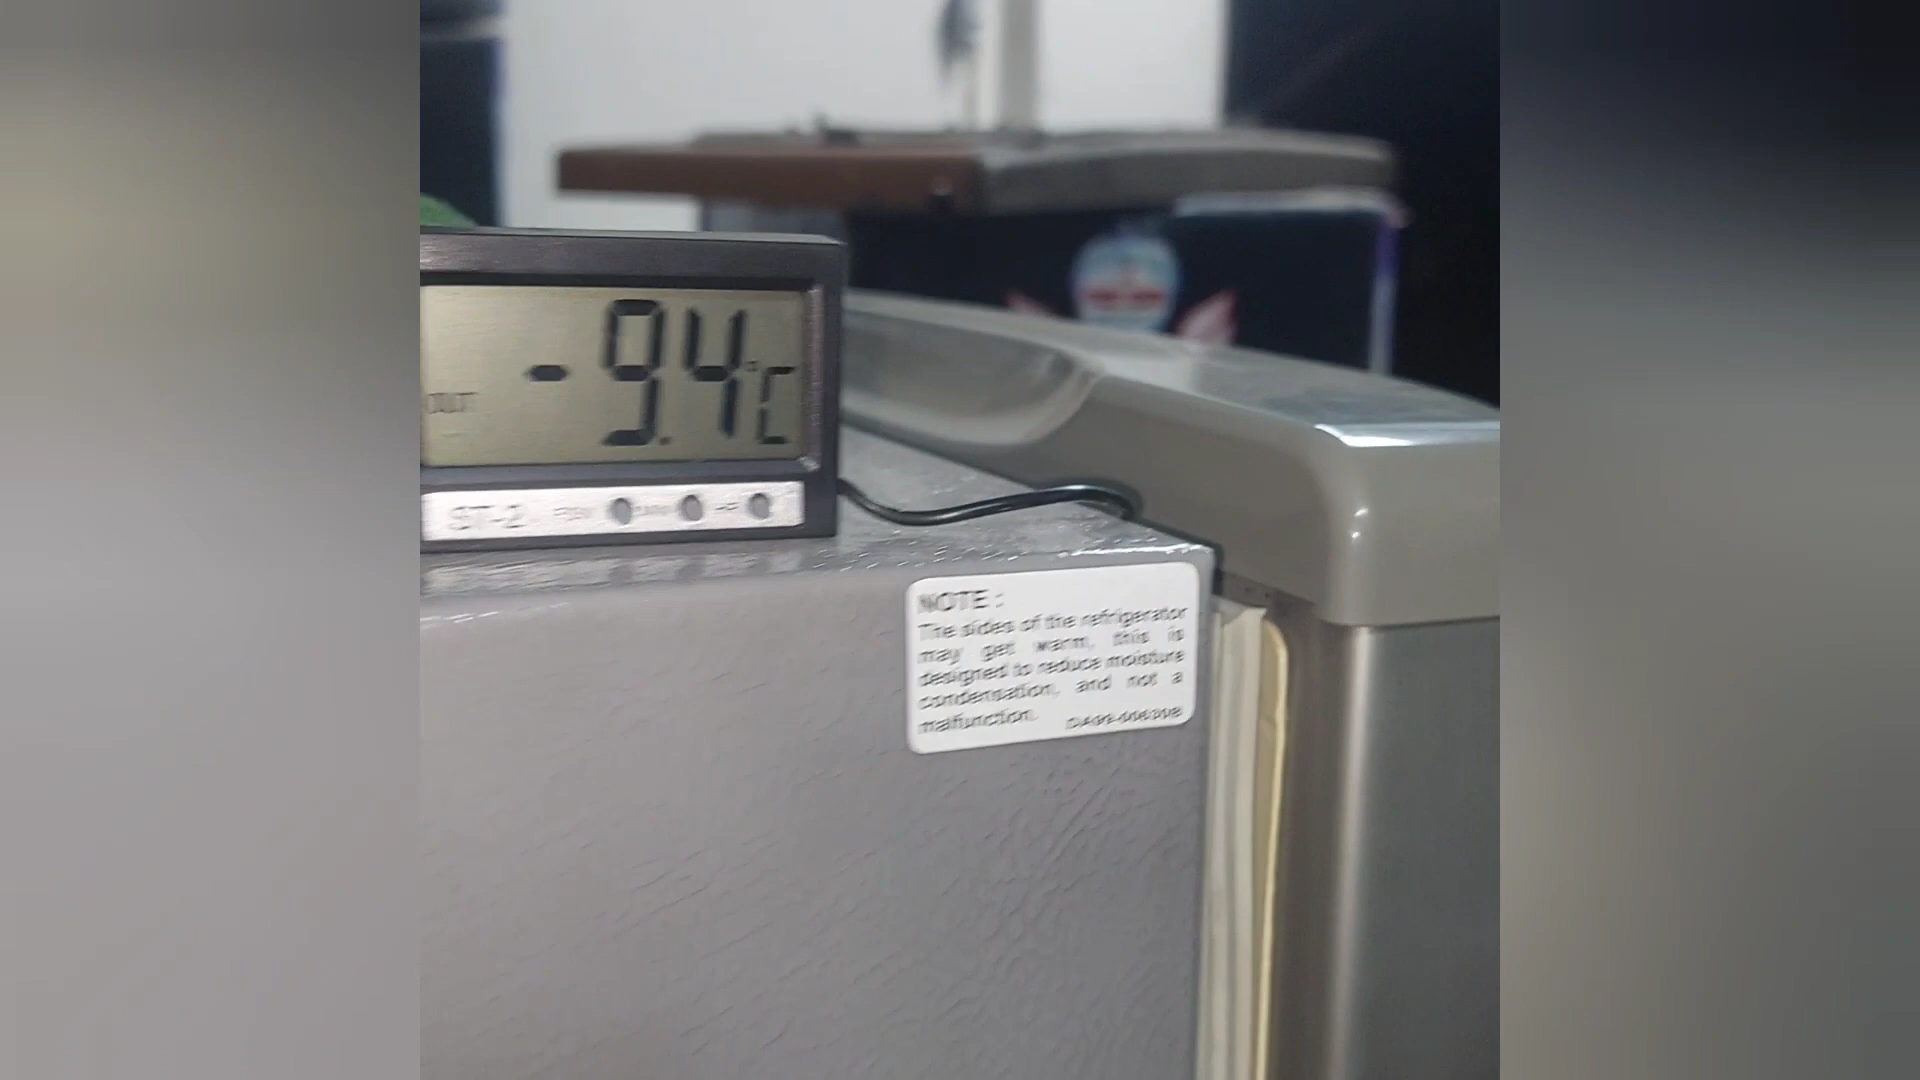 -9.4°C
OUT
ST-2
NOTE :
The sides of the refrigerator
may get warm, this is
designed to reduce moisture
condensation, and not a
malfunction.